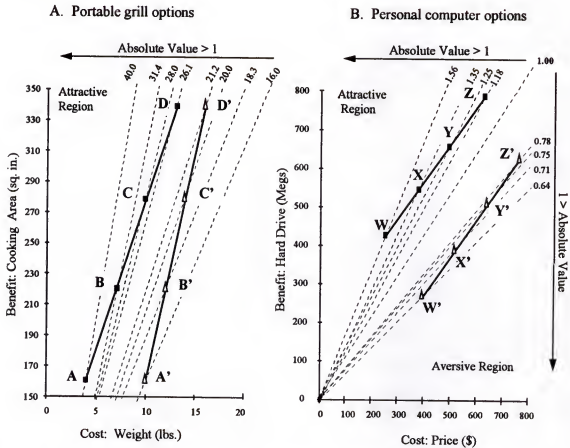 A. Portable grill options
Absolute Value > 1
40.0
31.4
28.0
26.1
21.2
20.0
18.3
16.0
350
330
310
290
270
250
230
210
190
170
150
Attractive
Region
D
D'
C
C'
B
B'
A
A'
Benefit: Cooking Area (sq. in.)
0
5
10
15
20
Cost: Weight (lbs.)
B. Personal computer options
Absolute Value > 1
1.56
1.35
1.25
1.18
1.00
800
700
600
500
400
300
200
100
0
Attractive
Region
Z
Y
X
W
Z'
Y'
X'
W'
0.78
0.75
0.71
0.64
1 > Absolute Value
Benefit: Hard Drive (Megs)
Aversive Region
0
100
200
300
400
500
600
700
800
Cost: Price ($)